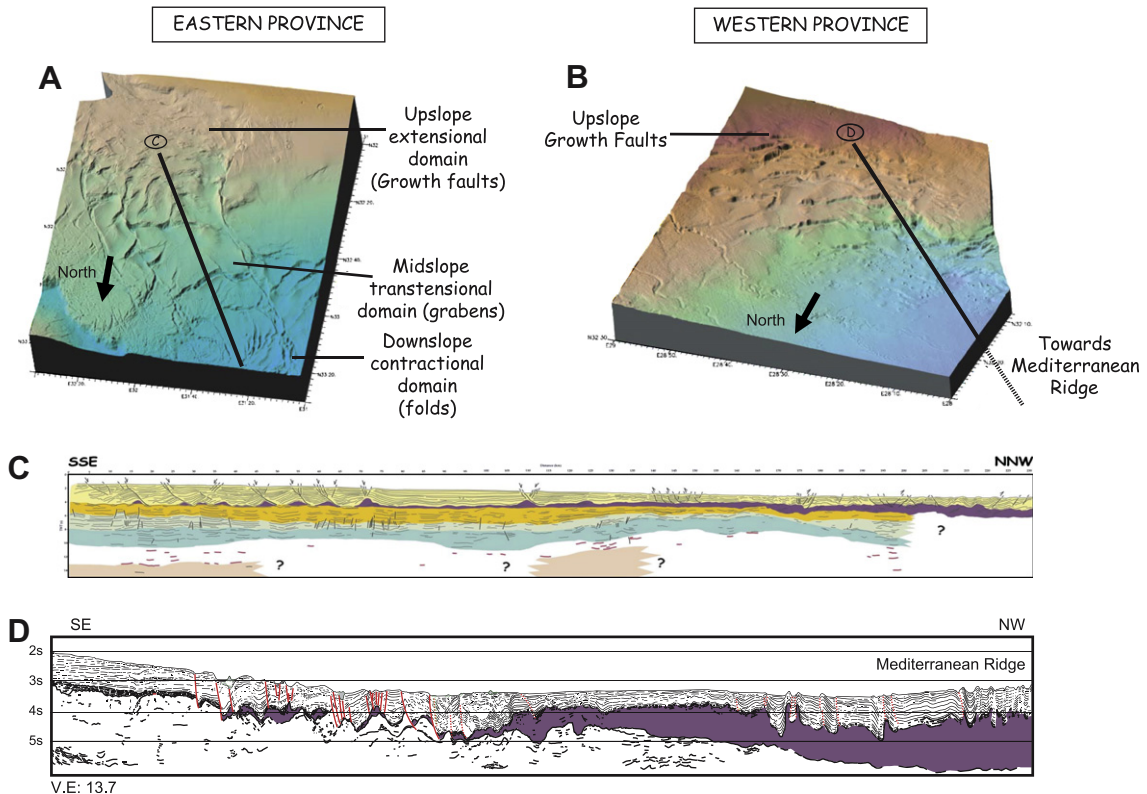 EASTERN PROVINCE
WESTERN PROVINCE
A
C
North
Upslope
extensional
domain
(Growth faults)
Midslope
transtensional
domain (grabens)
Downslope
contractional
domain
(folds)
B
D
Upslope
Growth Faults
North
Towards
Mediterranean
Ridge
C
SSE
NNW
?
?
?
?
D
SE
NW
2s
3s
4s
5s
Mediterranean Ridge
V.E: 13.7